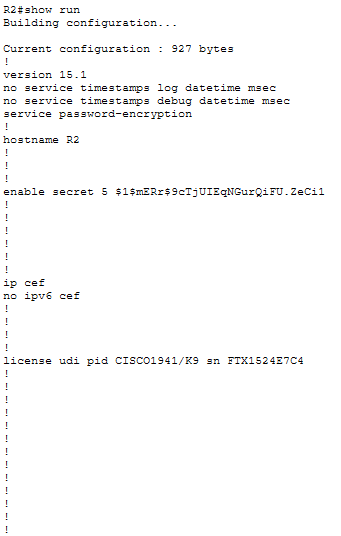 R2#show run
Building configuration...
Current configuration : 927 bytes
!
version 15.1
no service timestamps log datetime msec
no service timestamps debug datetime msec
service password-encryption
!
hostname R2
!
!
!
enable secret 5 $1$mERr$9cTjUIEqNGurQiFU.ZeCi1
!
!
!
!
!
!
ip cef
no ipv6 cef
!
!
!
!
license udi pid CISCO1941/K9 sn FTX1524E7C4
!
!
!
!
!
!
!
!
!
!
!
!
!